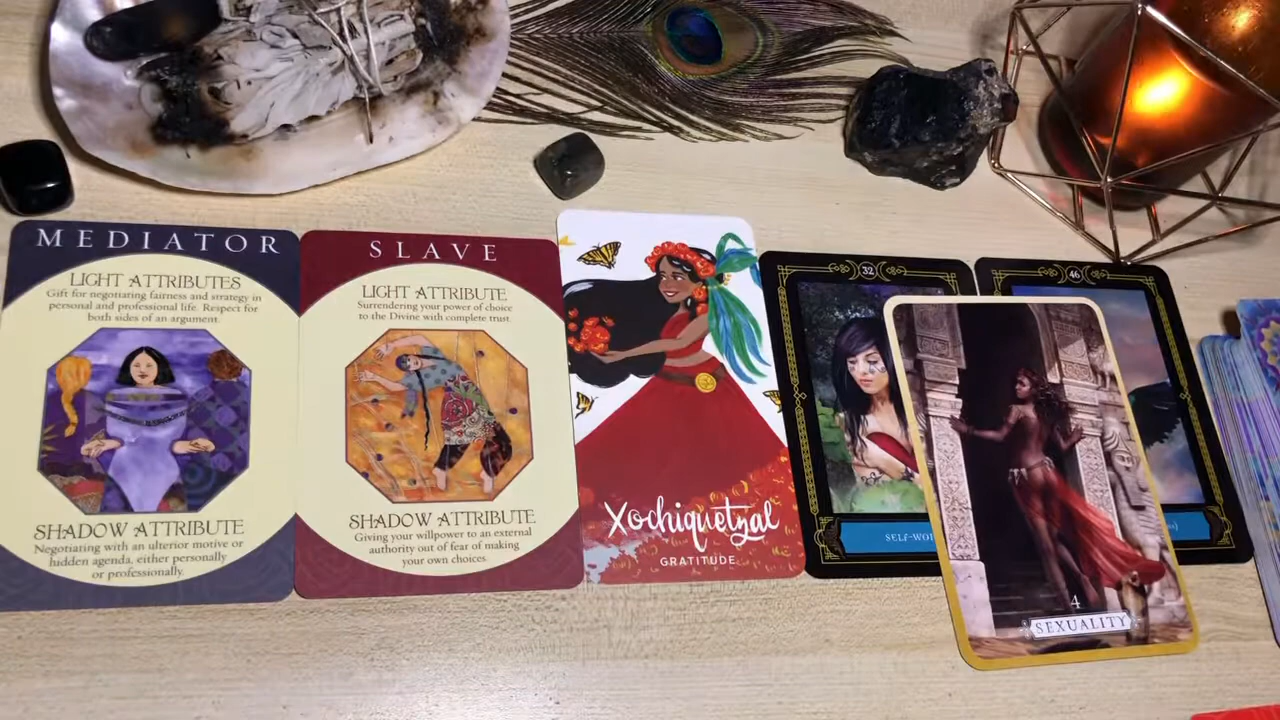 MEDIATOR
LIGHT ATTRIBUTES
Gift for negotiating fairness and strategy in
personal and professional life. Respect for
both sides of an argument.
SHADOW ATTRIBUTE
Negotiating with an ulterior motive or
hidden agenda, either personally
or professionally.
SLAVE
LIGHT ATTRIBUTE
Surrendering your power of choice
to the Divine with complete trust.
SHADOW ATTRIBUTE
Giving your willpower to an external
authority out of fear of making
your own choices.
Xochiquetzal
GRATITUDE
32
46
4
SEXUALITY